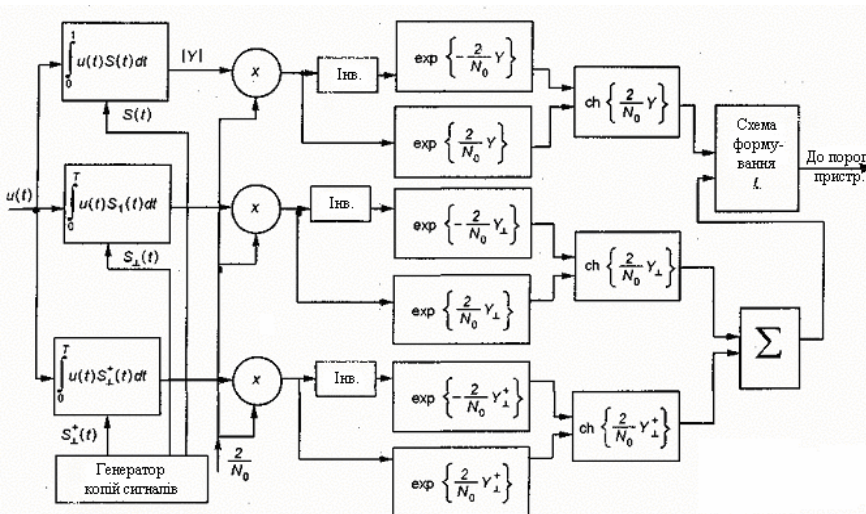 ∫₀¹ u(t)S(t)dt
|Y|
x
Інв.
exp {-2/N₀ Y}
exp {2/N₀ Y}
ch {2/N₀ Y}
S(t)
Схема
форму-
вання
До порог
пристр.
u(t)
∫₀ᵀ u(t)S₁(t)dt
x
Інв.
exp {-2/N₀ Y⊥}
exp {2/N₀ Y⊥}
ch {2/N₀ Y⊥}
S⊥(t)
Σ
∫₀ᵀ u(t)S⊥⁺(t)dt
x
Інв.
exp {-2/N₀ Y⊥⁺}
exp {2/N₀ Y⊥⁺}
ch {2/N₀ Y⊥⁺}
S⊥⁺(t)
2/N₀
Генератор
копій сигналів